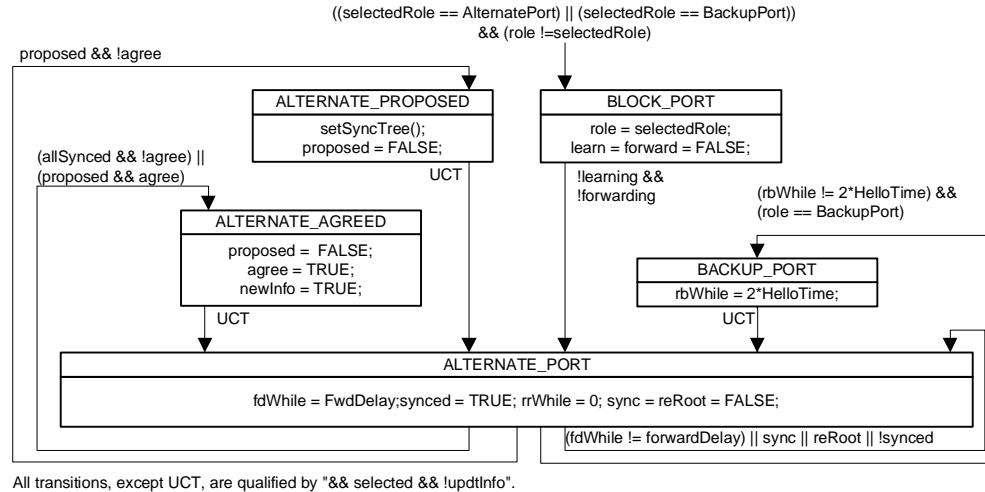 ((selectedRole == AlternatePort) || (selectedRole == BackupPort))
&& (role !=selectedRole)
proposed && !agree
ALTERNATE_PROPOSED
setSyncTree();
proposed = FALSE;
UCT
BLOCK_PORT
role = selectedRole;
learn = forward = FALSE;
!learning &&
!forwarding
(allSynced && !agree) ||
(proposed && agree)
ALTERNATE_AGREED
proposed =  FALSE;
agree = TRUE;
newInfo = TRUE;
UCT
(rbWhile != 2*HelloTime) &&
(role == BackupPort)
BACKUP_PORT
rbWhile = 2*HelloTime;
UCT
ALTERNATE_PORT
fdWhile = FwdDelay;synced = TRUE; rrWhile = 0; sync = reRoot = FALSE;
(fdWhile != forwardDelay) || sync || reRoot || !synced
All transitions, except UCT, are qualified by "&& selected && !updtInfo".